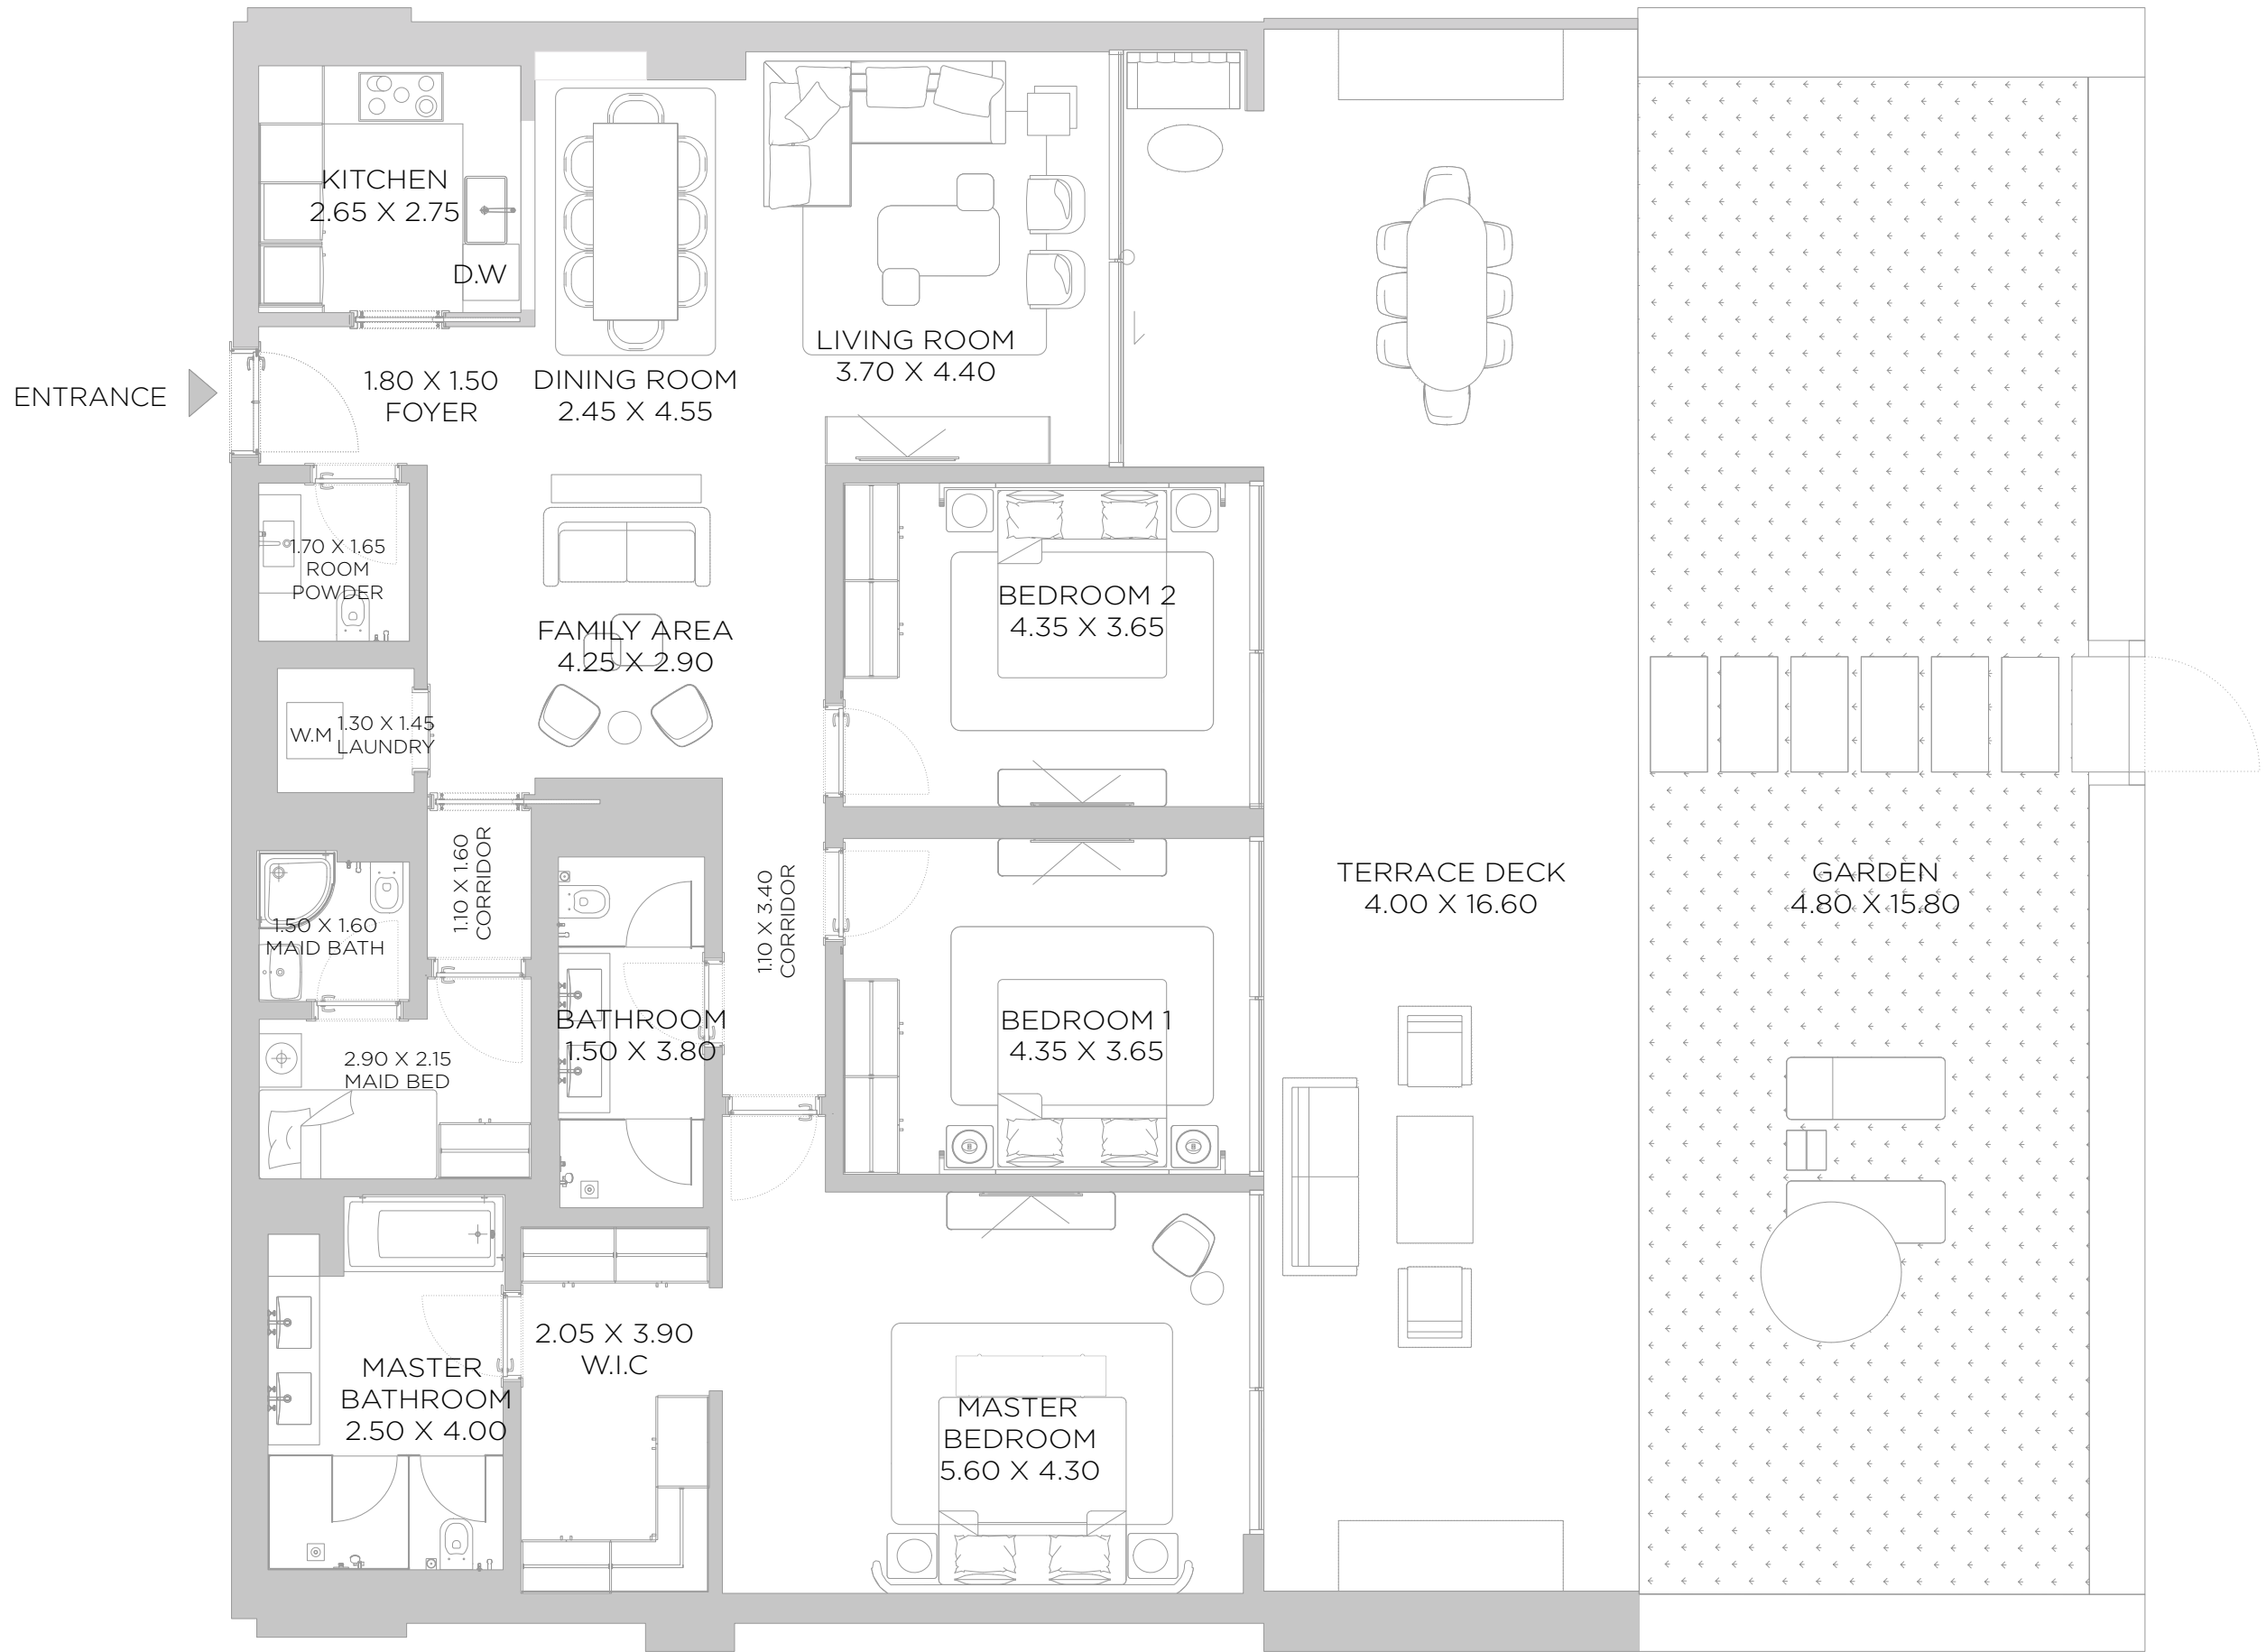 KITCHEN
2.65 X 2.75
D.W
ENTRANCE
1.80 X 1.50
FOYER
DINING ROOM
2.45 X 4.55
LIVING ROOM
3.70 X 4.40
1.70 X 1.65
ROOM
POWDER
FAMILY AREA
4.25 X 2.90
BEDROOM 2
4.35 X 3.65
W.M
1.30 X 1.45
LAUNDRY
1.10 X 1.60
CORRIDOR
1.10 X 3.40
CORRIDOR
TERRACE DECK
4.00 X 16.60
GARDEN
4.80 X 15.80
1.50 X 1.60
MAID BATH
BATHROOM
1.50 X 3.80
BEDROOM 1
4.35 X 3.65
2.90 X 2.15
MAID BED
2.05 X 3.90
W.I.C
MASTER
BATHROOM
2.50 X 4.00
MASTER
BEDROOM
5.60 X 4.30